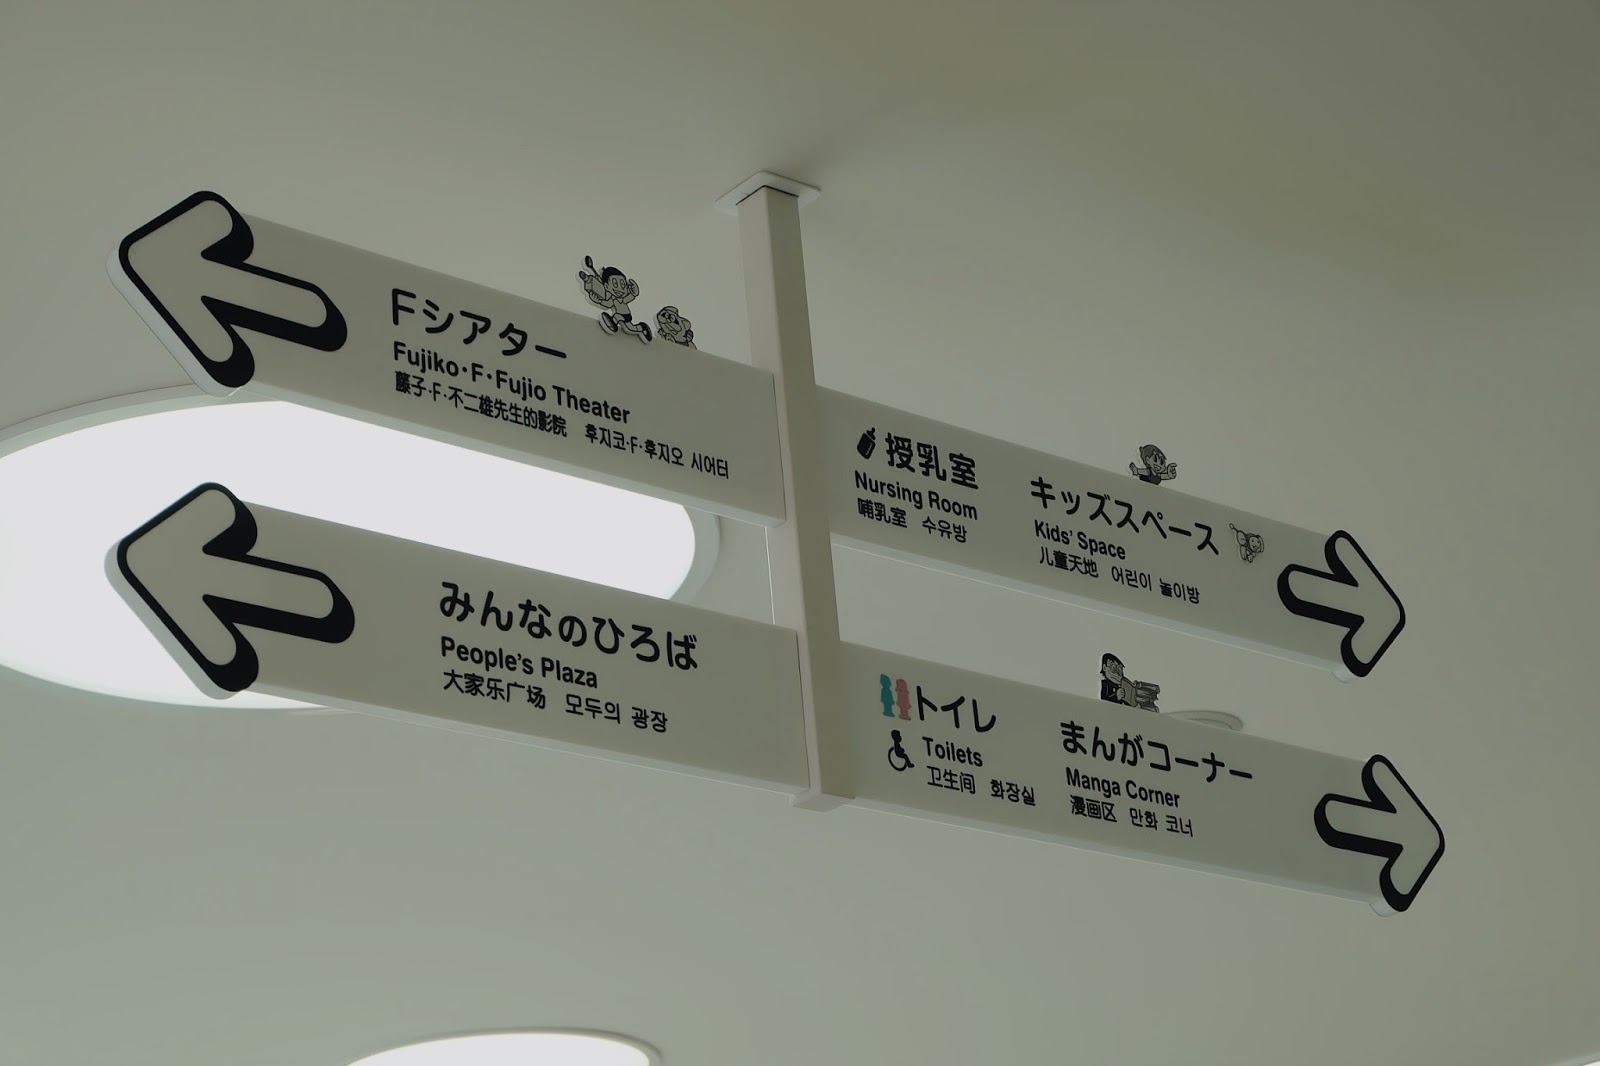 Fシアター
Fujiko・F・Fujio Theater
藤子·F·不二雄先生的影院 후지코·F·후지오 시어터
みんなのひろば
People's Plaza
大家乐广场 모두의 광장
授乳室
Nursing Room
哺乳室 수유방
キッズスペース
Kids' Space
儿童天地 어린이 놀이방
トイレ
Toilets
卫生间 화장실
まんがコーナー
Manga Corner
漫画区 만화 코너